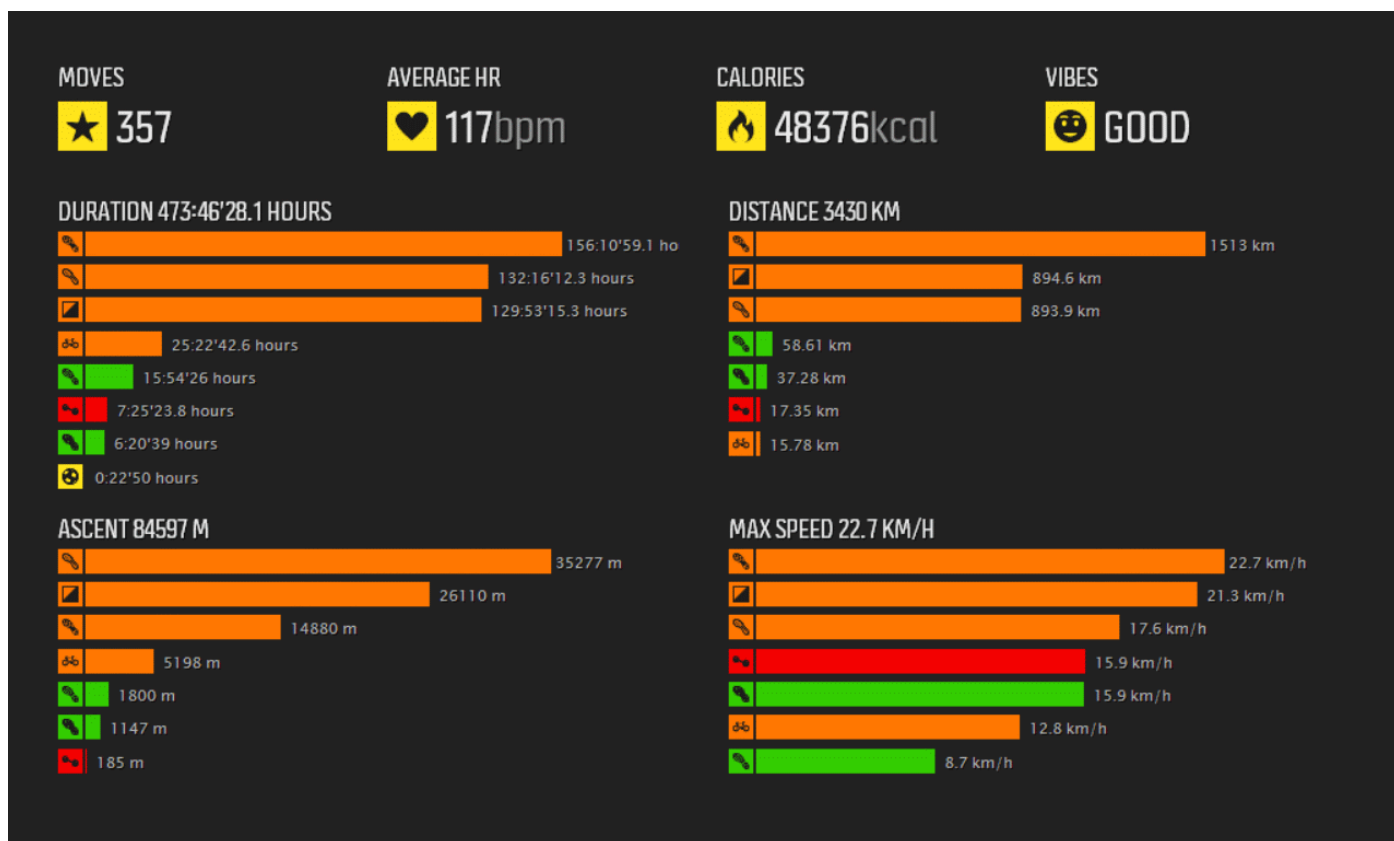 MOVES
357
AVERAGE HR
117bpm
CALORIES
48376kcal
VIBES
GOOD
DURATION 473:46'28.1 HOURS
156:10'59.1 ho
132:16'12.3 hours
129:53'15.3 hours
25:22'42.6 hours
15:54'26 hours
7:25'23.8 hours
6:20'39 hours
0:22'50 hours
DISTANCE 3430 KM
1513 km
894.6 km
893.9 km
58.61 km
37.28 km
17.35 km
15.78 km
ASCENT 84597 M
35277 m
26110 m
14880 m
5198 m
1800 m
1147 m
185 m
MAX SPEED 22.7 KM/H
22.7 km/h
21.3 km/h
17.6 km/h
15.9 km/h
15.9 km/h
12.8 km/h
8.7 km/h